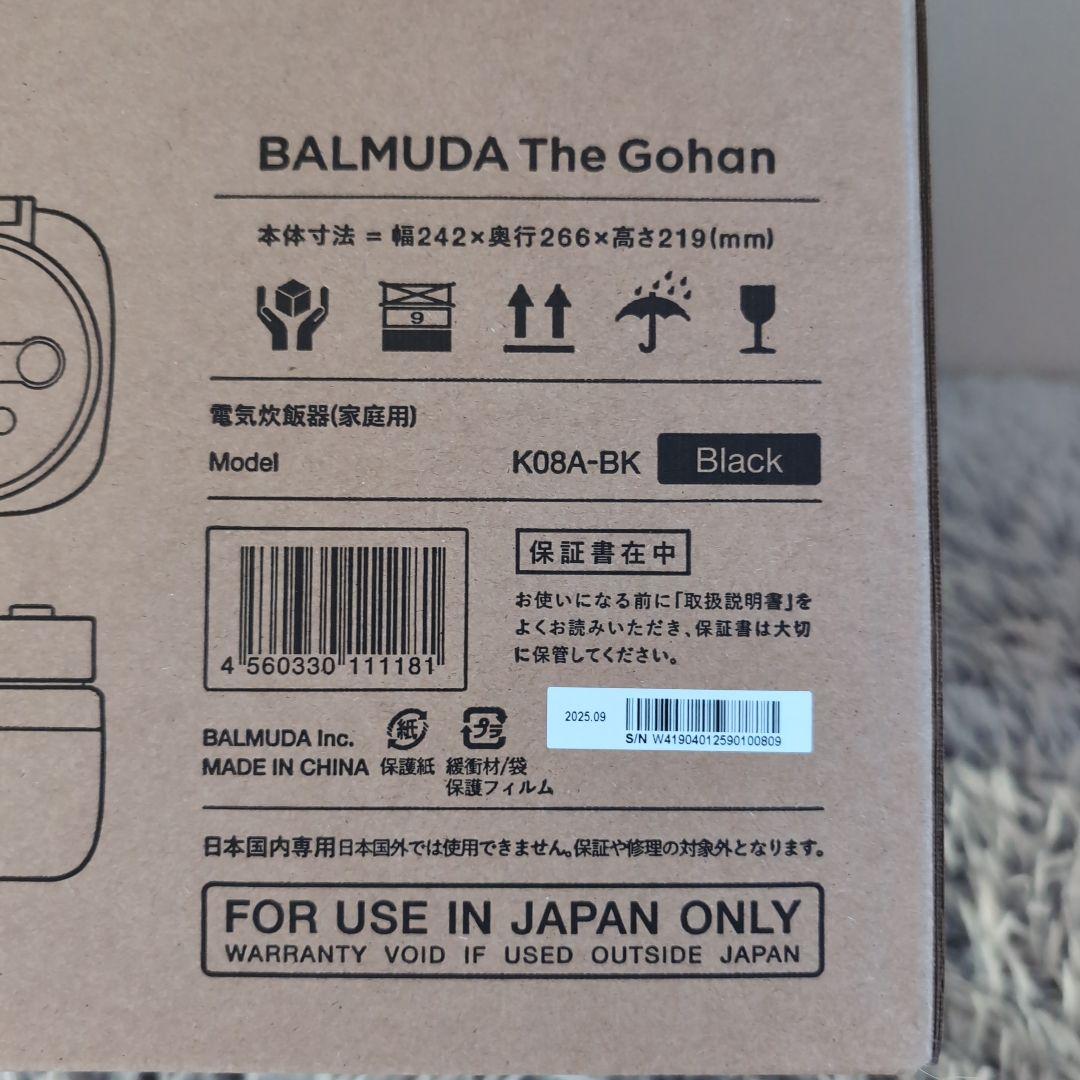 BALMUDA The Gohan
本体寸法 = 幅242×奥行266×高さ219(mm)
9
電気炊飯器(家庭用)
Model K08A-BK Black
4 560330 111181
保証書在中
お使いになる前に「取扱説明書」を
よくお読みいただき、保証書は大切
に保管してください。
2025.09
S/N W41904012590100809
BALMUDA Inc.
MADE IN CHINA
紙
保護紙
プラ
緩衝材/袋
保護フィルム
日本国内専用 日本国外では使用できません。保証や修理の対象外となります。
FOR USE IN JAPAN ONLY
WARRANTY VOID IF USED OUTSIDE JAPAN